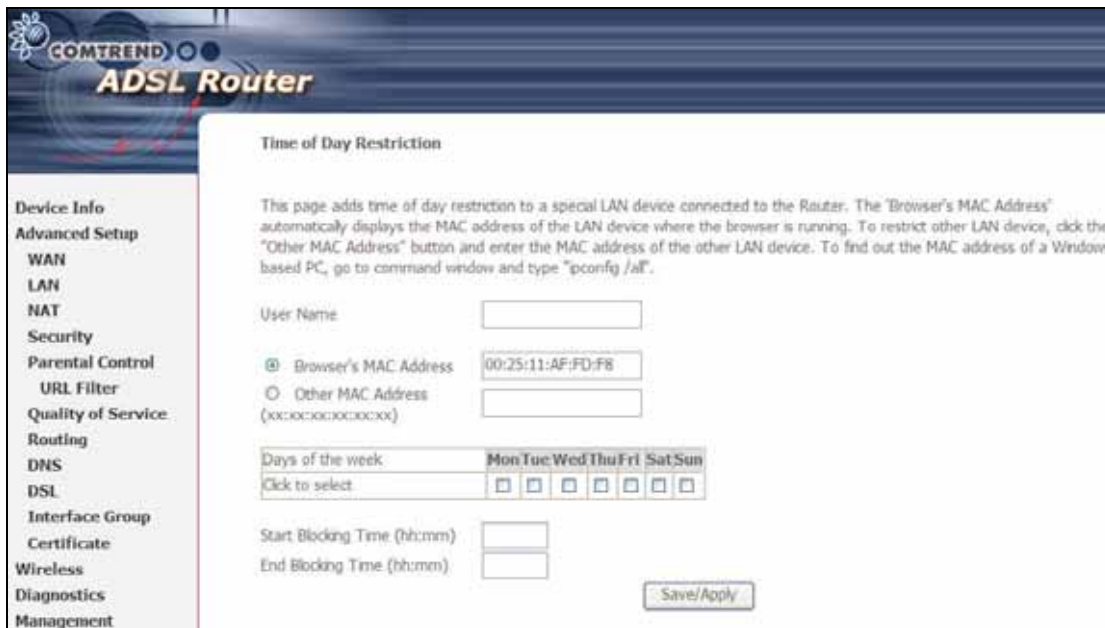 COMTREND
ADSL Router
Time of Day Restriction
Device Info
Advanced Setup
WAN
LAN
NAT
Security
Parental Control
URL Filter
Quality of Service
Routing
DNS
DSL
Interface Group
Certificate
Wireless
Diagnostics
Management
This page adds time of day restriction to a special LAN device connected to the Router. The 'Browser's MAC Address'
automatically displays the MAC address of the LAN device where the browser is running. To restrict other LAN device, click the
"Other MAC Address" button and enter the MAC address of the other LAN device. To find out the MAC address of a Window
based PC, go to command window and type "ipconfig /all".
User Name
Browser's MAC Address 00:25:11:AF:FD:F8
Other MAC Address
(xx:xx:xx:xx:xx:xx)
Days of the week Mon Tue Wed Thu Fri Sat Sun
Click to select
Start Blocking Time (hh:mm)
End Blocking Time (hh:mm)
Save/Apply